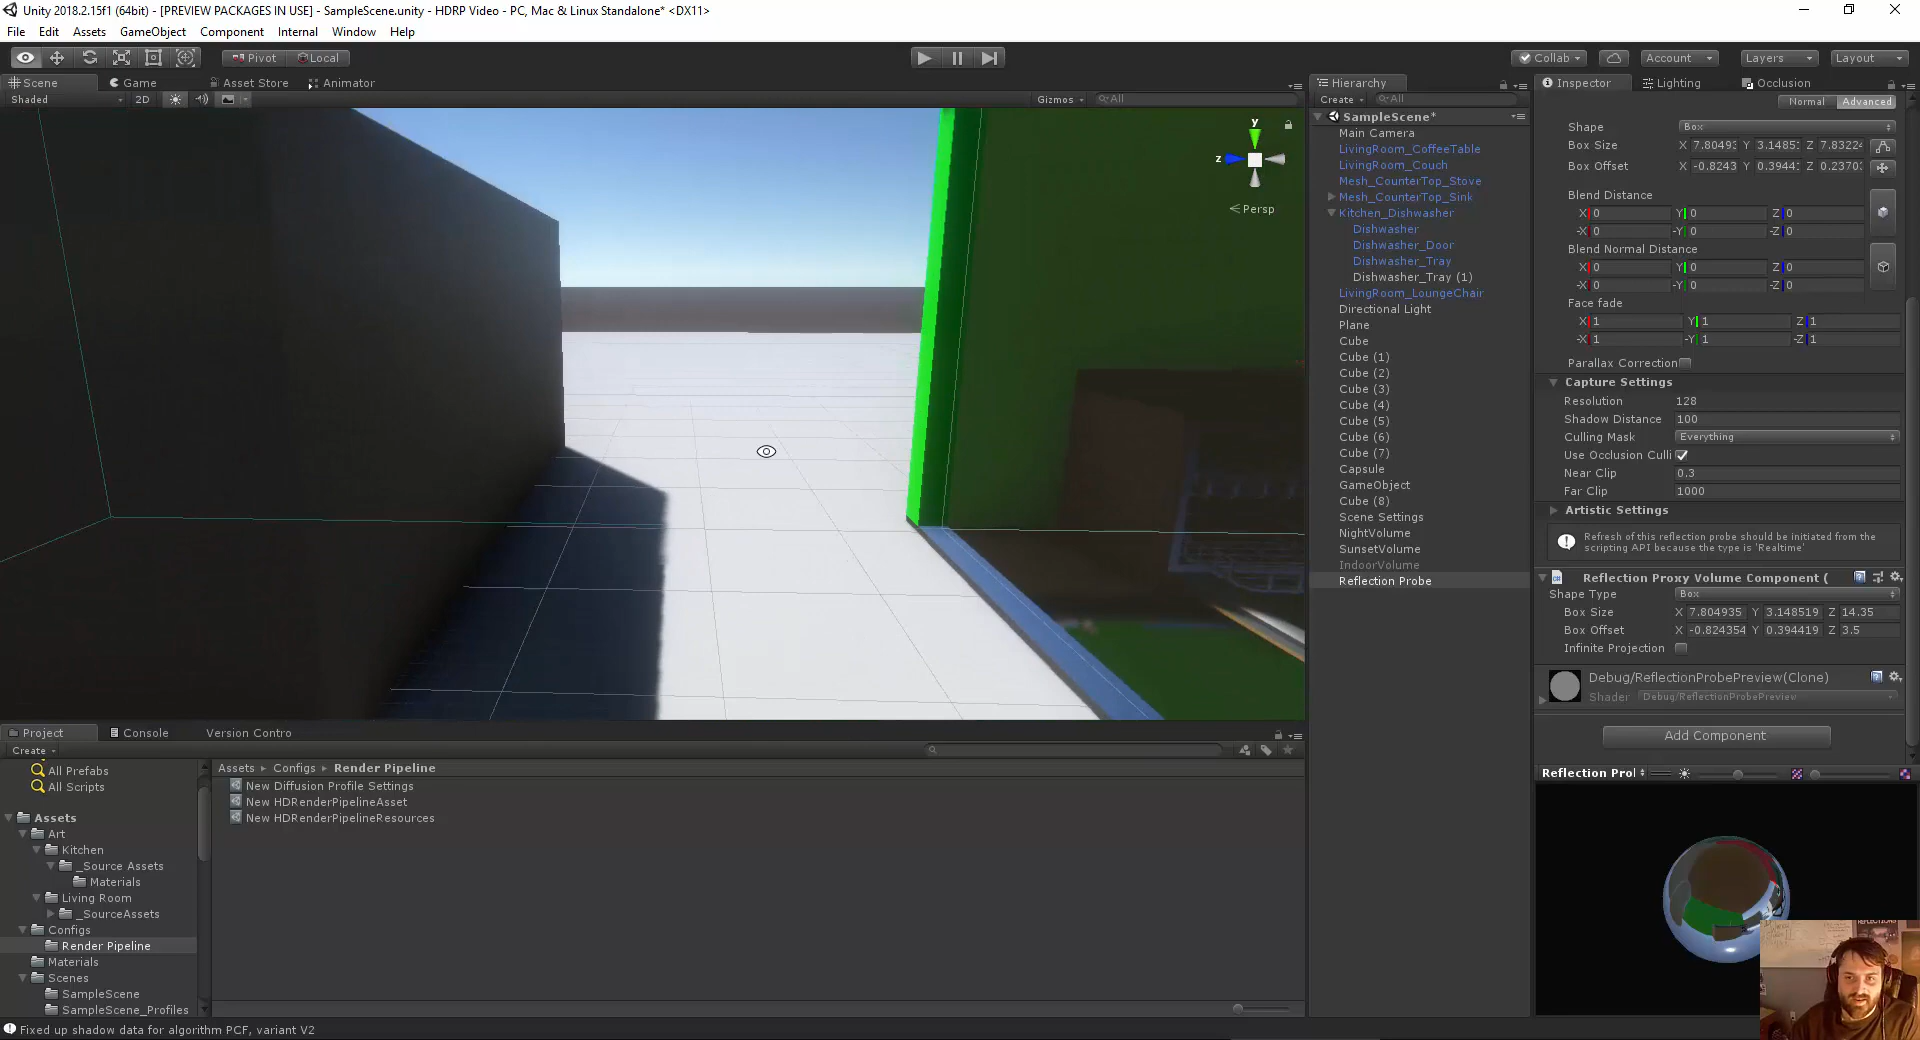 Unity 2018.2.15f1 (64bit) - [PREVIEW PACKAGES IN USE] - SampleScene.unity - HDRP Video - PC, Mac & Linux Standalone* <DX11>
File Edit Assets GameObject Component Internal Window Help
Pivot Local Collab Account Layers Layout
Scene Game Asset Store Animator
Shaded 2D Gizmos All
y
z
Persp
Hierarchy
Create All
SampleScene*
Main Camera
LivingRoom_CoffeeTable
LivingRoom_Couch
Mesh_CounterTop_Stove
Mesh_CounterTop_Sink
Kitchen_Dishwasher
Dishwasher
Dishwasher_Door
Dishwasher_Tray
Dishwasher_Tray (1)
LivingRoom_LoungeChair
Directional Light
Plane
Cube
Cube (1)
Cube (2)
Cube (3)
Cube (4)
Cube (5)
Cube (6)
Cube (7)
Capsule
GameObject
Cube (8)
Scene Settings
NightVolume
SunsetVolume
IndoorVolume
Reflection Probe
Inspector Lighting Occlusion
Normal Advanced
Shape Box
Box Size X 7.8049 Y 3.1485 Z 7.8322
Box Offset X -0.8243 Y 0.3944 Z 0.2370
Blend Distance
X 0 Y 0 Z 0
-X 0 -Y 0 -Z 0
Blend Normal Distance
X 0 Y 0 Z 0
-X 0 -Y 0 -Z 0
Face fade
X 1 Y 1 Z 1
-X 1 -Y 1 -Z 1
Parallax Correction
Capture Settings
Resolution 128
Shadow Distance 100
Culling Mask Everything
Use Occlusion Culli
Near Clip 0.3
Far Clip 1000
Artistic Settings
Refresh of this reflection probe should be initiated from the
scripting API because the type is 'Realtime'
Reflection Proxy Volume Component (
Shape Type Box
Box Size X 7.804935 Y 3.148519 Z 14.35
Box Offset X -0.824354 Y 0.394419 Z 3.5
Infinite Projection
Debug/ReflectionProbePreview(Clone)
Shader Debug/ReflectionProbePreview
Add Component
Reflection Prol
Project Console Version Contro
Create
All Prefabs
All Scripts
Assets
Art
Kitchen
_Source Assets
Materials
Living Room
_SourceAssets
Configs
Render Pipeline
Materials
Scenes
SampleScene
SampleScene_Profiles
Assets Configs Render Pipeline
New Diffusion Profile Settings
New HDRenderPipelineAsset
New HDRenderPipelineResources
Fixed up shadow data for algorithm PCF, variant V2